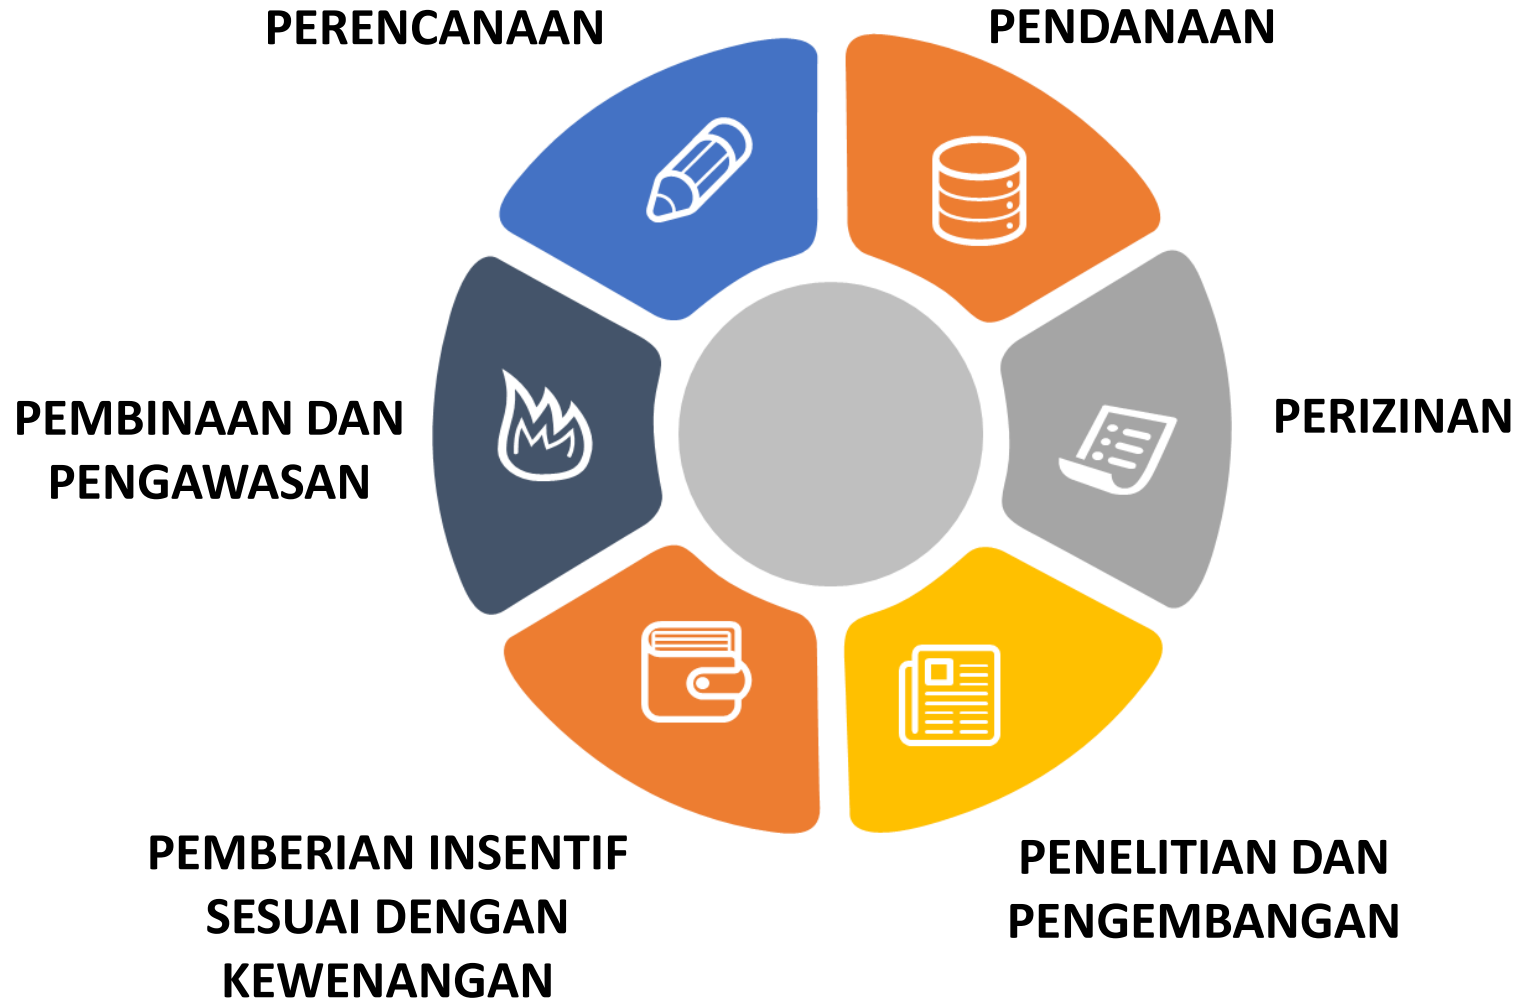 PERENCANAAN
PENDANAAN
PEMBINAAN DAN
PENGAWASAN
PERIZINAN
PEMBERIAN INSENTIF
SESUAI DENGAN
KEWENANGAN
PENELITIAN DAN
PENGEMBANGAN